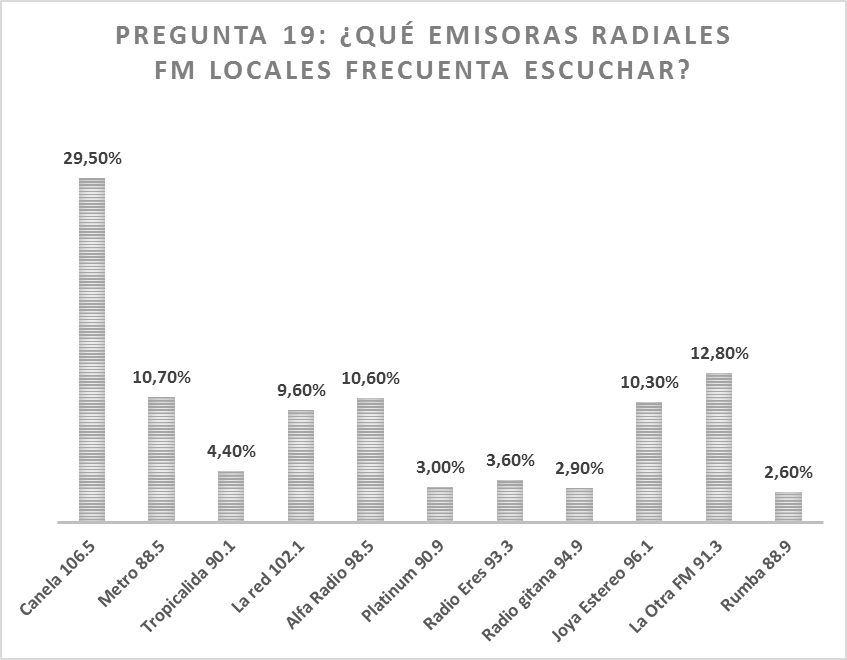 PREGUNTA 19: ¿QUÉ EMISORAS RADIALES
FM LOCALES FRECUENTA ESCUCHAR?
29,50%
10,70%
4,40%
9,60%
10,60%
3,00%
3,60%
2,90%
10,30%
12,80%
2,60%
Canela 106.5
Metro 88.5
Tropicalida 90.1
La red 102.1
Alfa Radio 98.5
Platinum 90.9
Radio Eres 93.3
Radio gitana 94.9
Joya Estereo 96.1
La Otra FM 91.3
Rumba 88.9